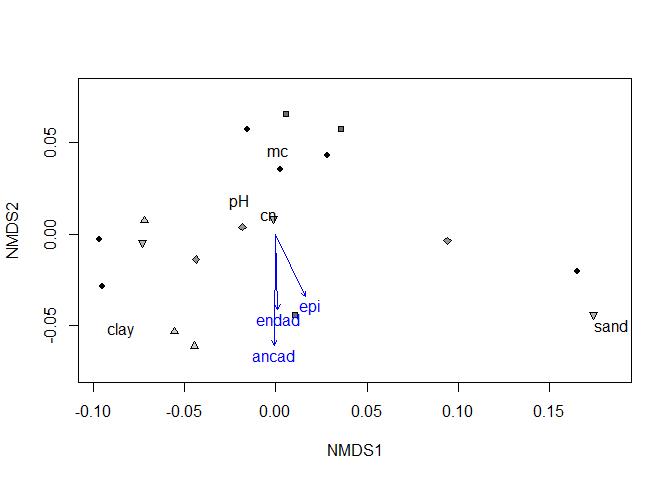 0.05
mc
pH
cn
NMDS2
0.00
epi
endad
-0.05
clay
sand
ancad
-0.10
-0.05
0.00
0.05
0.10
0.15
NMDS1